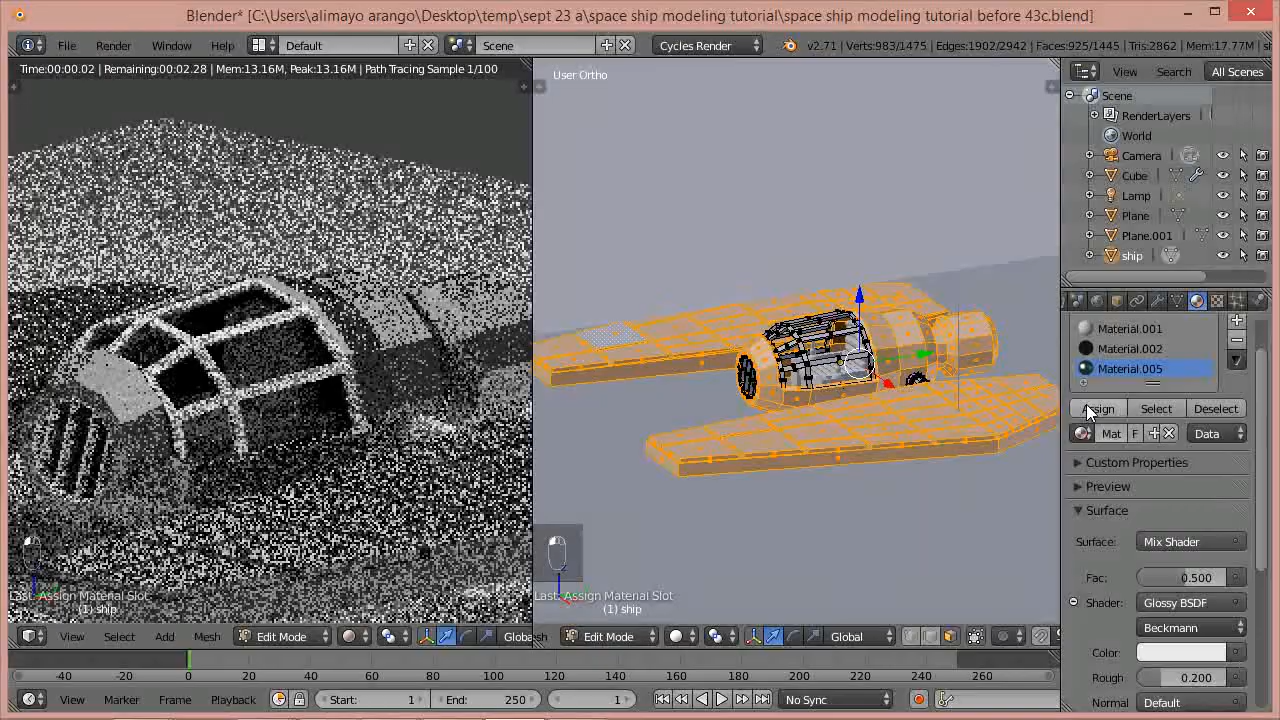 Blender* [C:\Users\alimayo arango\Desktop\temp\sept 23 a\space ship modeling tutorial\space ship modeling tutorial before 43c.blend]
File Render Window Help Default Scene Cycles Render v2.71 | Verts:983/1475 | Edges:1902/2942 | Faces:925/1445 | Tris:2862 | Mem:17.77M | s
Time:00:00.02 | Remaining:00:02.28 | Mem:13.16M, Peak:13.16M | Path Tracing Sample 1/100
User Ortho
View Search All Scenes
Scene
RenderLayers
World
Camera
Cube
Lamp
Plane
Plane.001
ship
Material.001
Material.002
Material.005
Assign Select Deselect
Mat F Data
Custom Properties
Preview
Surface
Surface: Mix Shader
Fac: 0.500
Shader: Glossy BSDF
Beckmann
Color:
Rough 0.200
Normal Default
Last: Assign Material Slot
(1) ship
Last: Assign Material Slot
(1) ship
View Select Add Mesh Edit Mode Global
sh Edit Mode Global
-40 -20 0 20 40 60 80 100 120 140 160 180 200 220 240 260
View Marker Frame Playback Start: 1 End: 250 1 No Sync